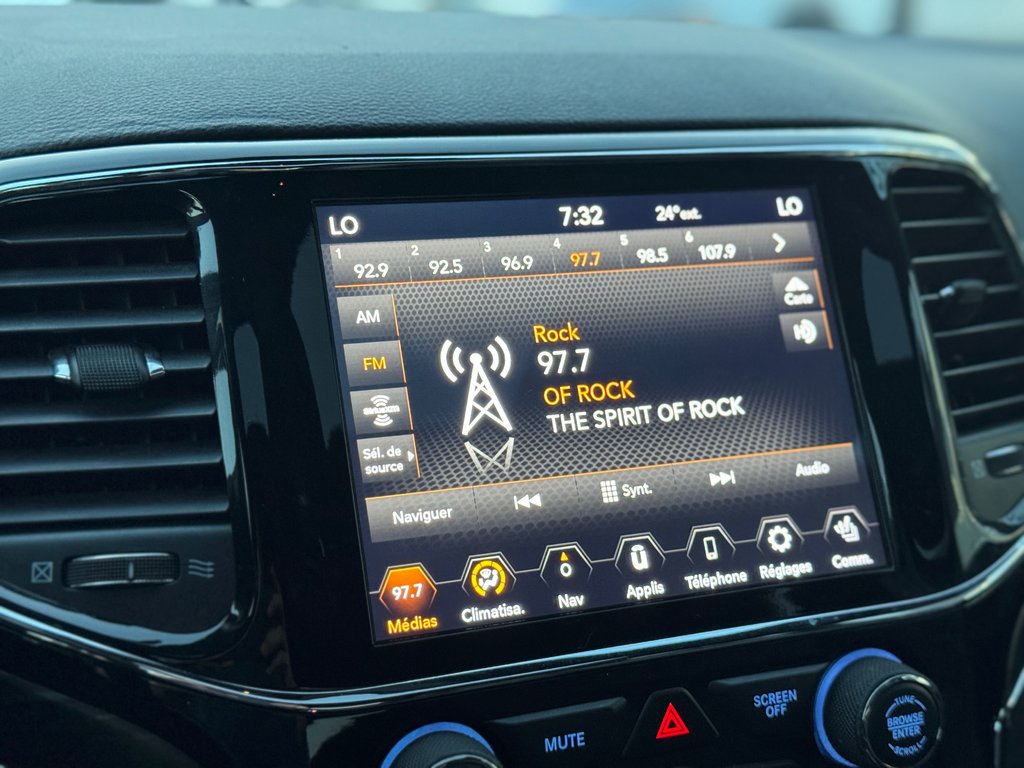 LO 7:32 24° ext. LO
1 92.9 2 92.5 3 96.9 4 97.7 5 98.5 6 107.9
AM
FM
SiriusXM
Sél. de
source
Carte
Rock
97.7
OF ROCK
THE SPIRIT OF ROCK
Naviguer Synt. Audio
97.7
Médias Climatisa. Nav Applis Téléphone Réglages Comm.
MUTE
SCREEN
OFF
TUNE
BROWSE
ENTER
SCROLL